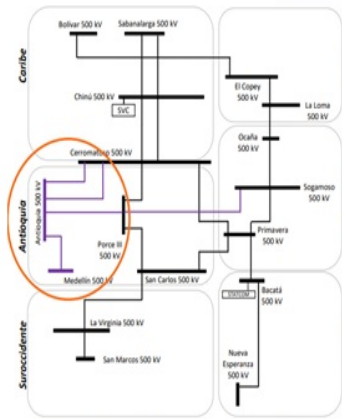 Bolivar 500 kV
Sabanalarga 500 kV
Caribe
El Copey
500 kV
Chinú 500 kV
SVC
La Loma
500 kV
Ocaña
500 kV
Cerromatoso 500 kV
Antioquia
Antioquia 500 kV
Sogamoso
500 kV
Porce III
500 kV
Primavera
500 kV
Medellín 500 kV
San Carlos 500 kV
Bacatá
500 kV
STATCOM
Suroccidente
La Virginia 500 kV
San Marcos 500 kV
Nueva
Esperanza
500 kV